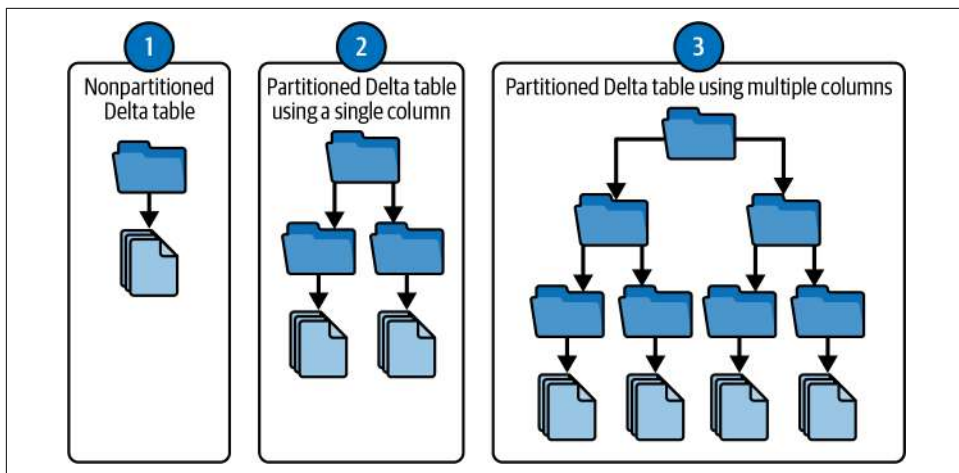 1
Nonpartitioned
Delta table
2
Partitioned Delta table
using a single column
3
Partitioned Delta table using multiple columns